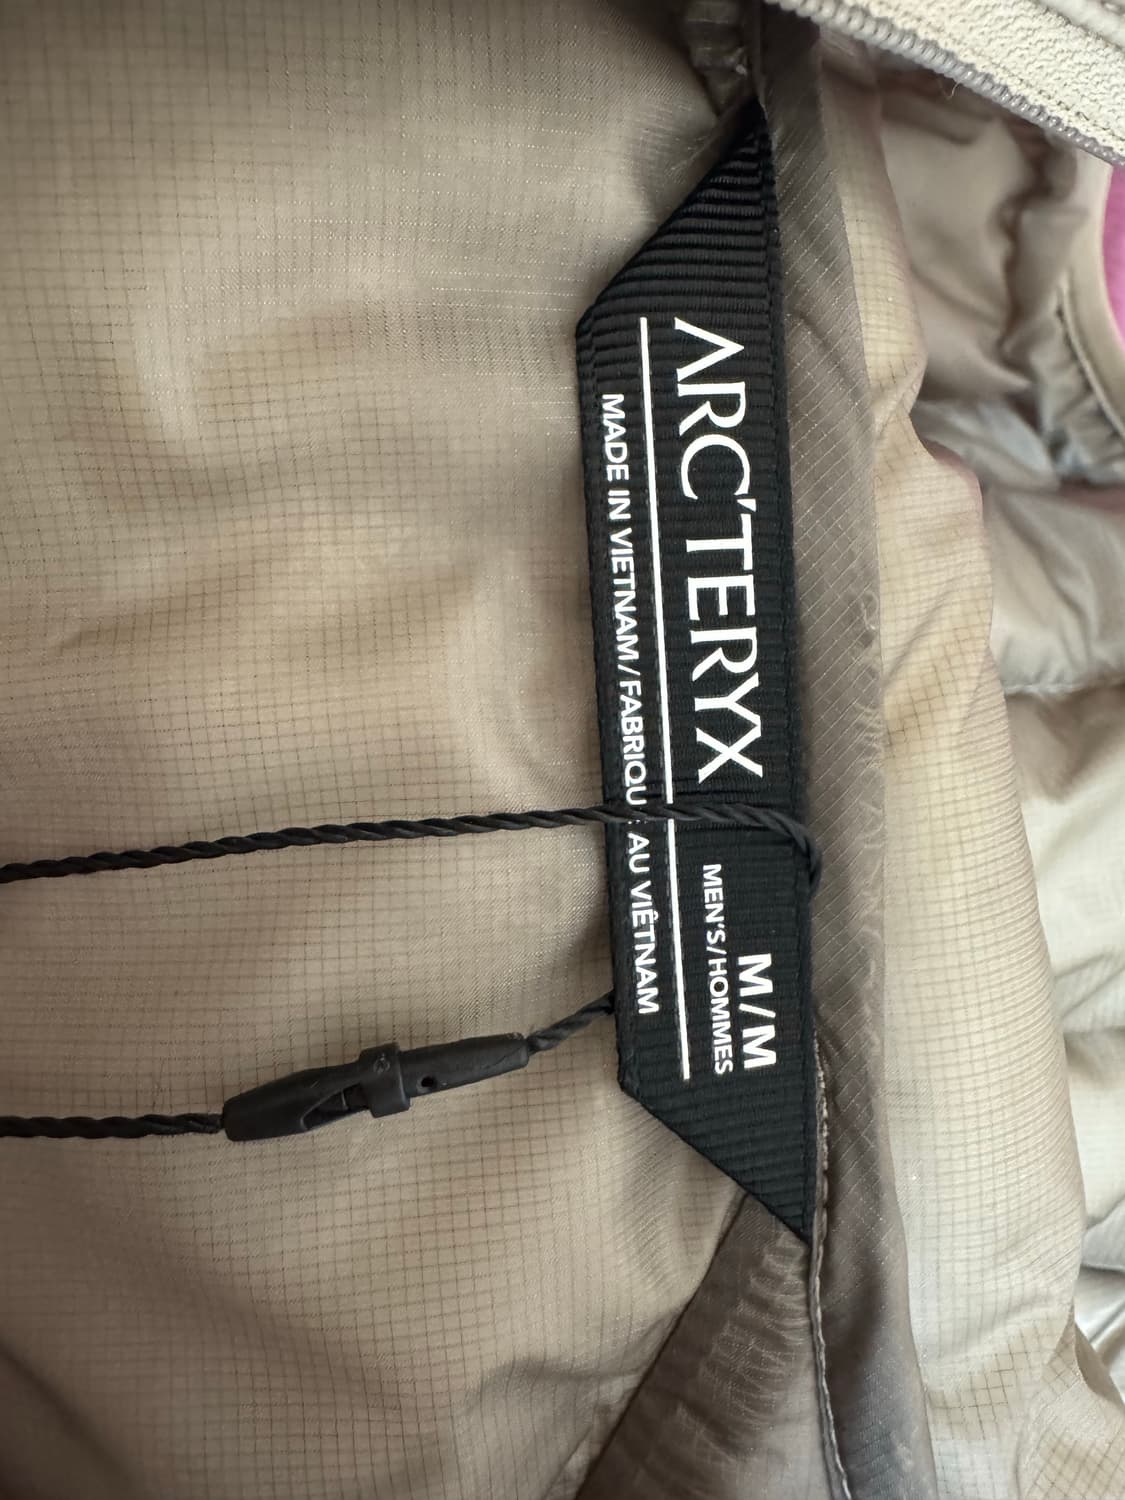 ARC'TERYX
M/M
MEN'S/HOMMES
MADE IN VIETNAM/FABRIQU AU VIÊTNAM